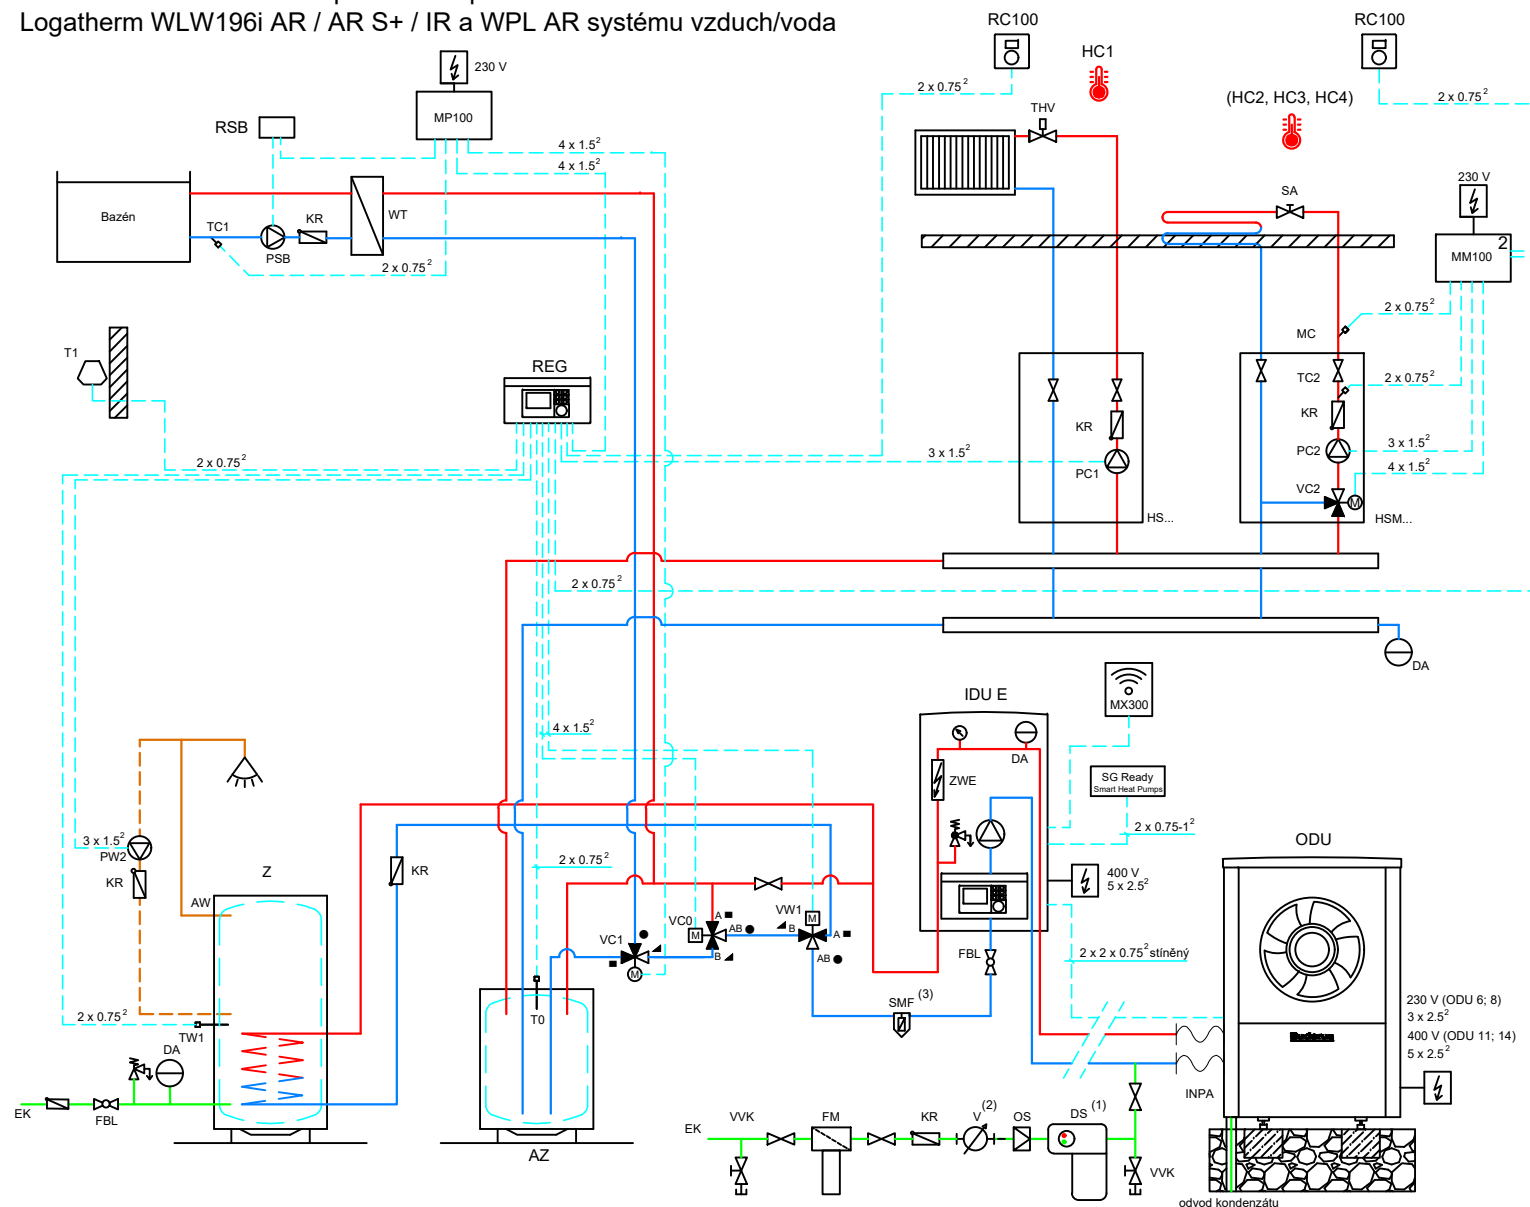 Logatherm WLW196i AR / AR S+ / IR a WPL AR systému vzduch/voda
RC100
RC100
HC1
(HC2, HC3, HC4)
230 V
MP100
RSB
4 x 1.5²
4 x 1.5²
2 x 0.75²
2 x 0.75²
THV
SA
230 V
MM100
2
Bazén
TC1
KR
WT
PSB
2 x 0.75²
2 x 0.75²
MC
T1
REG
TC2
2 x 0.75²
KR
KR
2 x 0.75²
3 x 1.5²
PC1
PC2
3 x 1.5²
4 x 1.5²
VC2
M
HS...
HSM...
2 x 0.75²
DA
IDU E
MX300
4 x 1.5²
DA
ZWE
SG Ready
Smart Heat Pumps
2 x 0.75-1²
3 x 1.5²
PW2
KR
KR
Z
2 x 0.75²
ODU
400 V
5 x 2.5²
AW
VC0
M
A
AB
B
VW1
M
B
A
AB
VC1
M
FBL
2 x 2 x 0.75² stíněný
SMF (3)
T0
2 x 0.75²
TW1
DA
230 V (ODU 6; 8)
3 x 2.5²
400 V (ODU 11; 14)
5 x 2.5²
Buderus
INPA
EK
FBL
AZ
EK
VVK
FM
KR
V (2)
OS
DS (1)
VVK
odvod kondenzátu